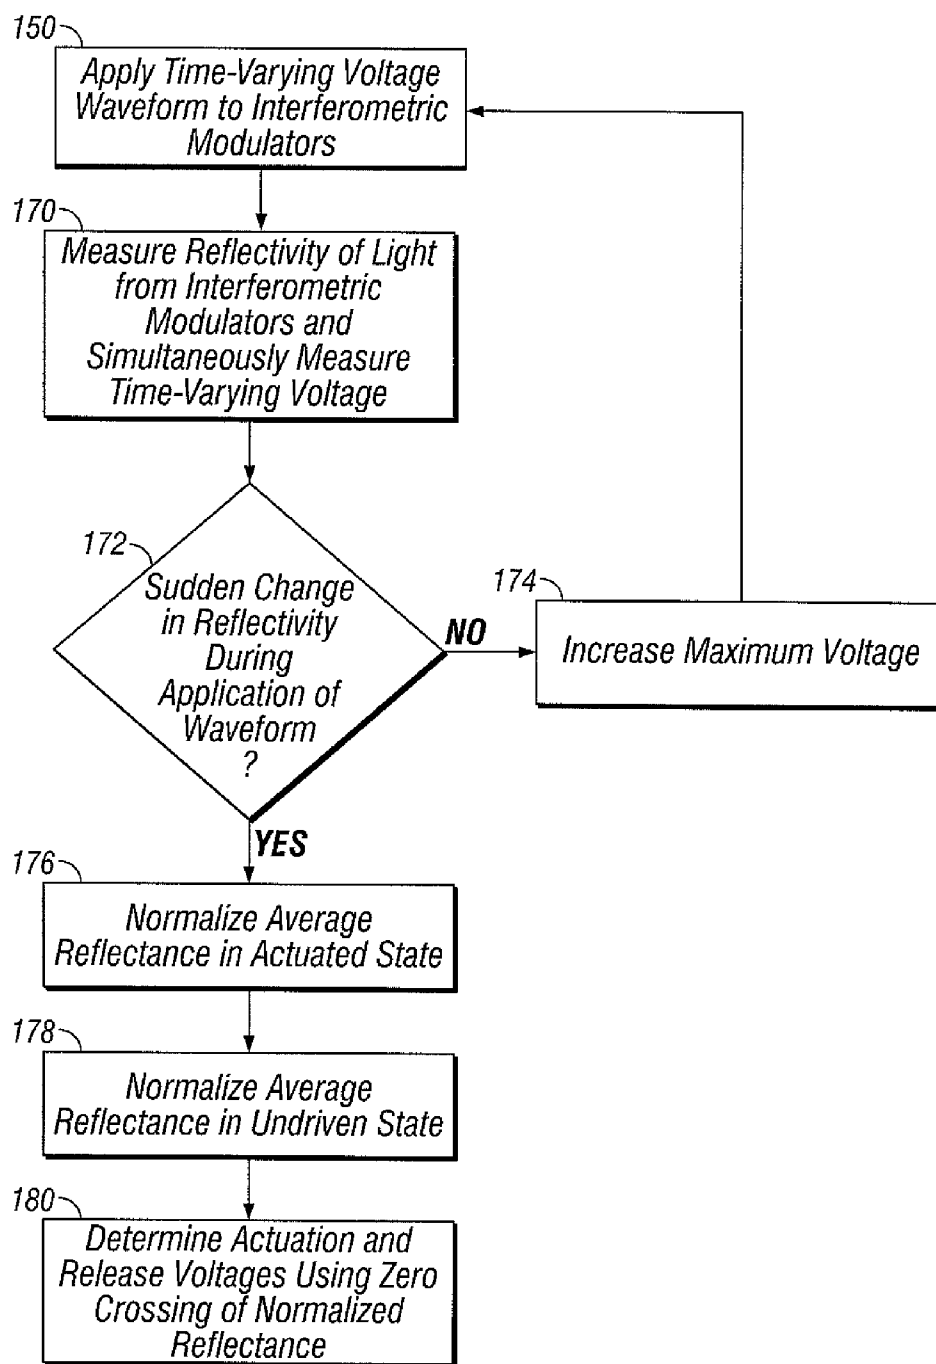 150
Apply Time-Varying Voltage
Waveform to Interferometric
Modulators
170
Measure Reflectivity of Light
from Interferometric
Modulators and
Simultaneously Measure
Time-Varying Voltage
172
Sudden Change
in Reflectivity
During
Application of
Waveform
?
NO
174
Increase Maximum Voltage
YES
176
Normalize Average
Reflectance in Actuated State
178
Normalize Average
Reflectance in Undriven State
180
Determine Actuation and
Release Voltages Using Zero
Crossing of Normalized
Reflectance